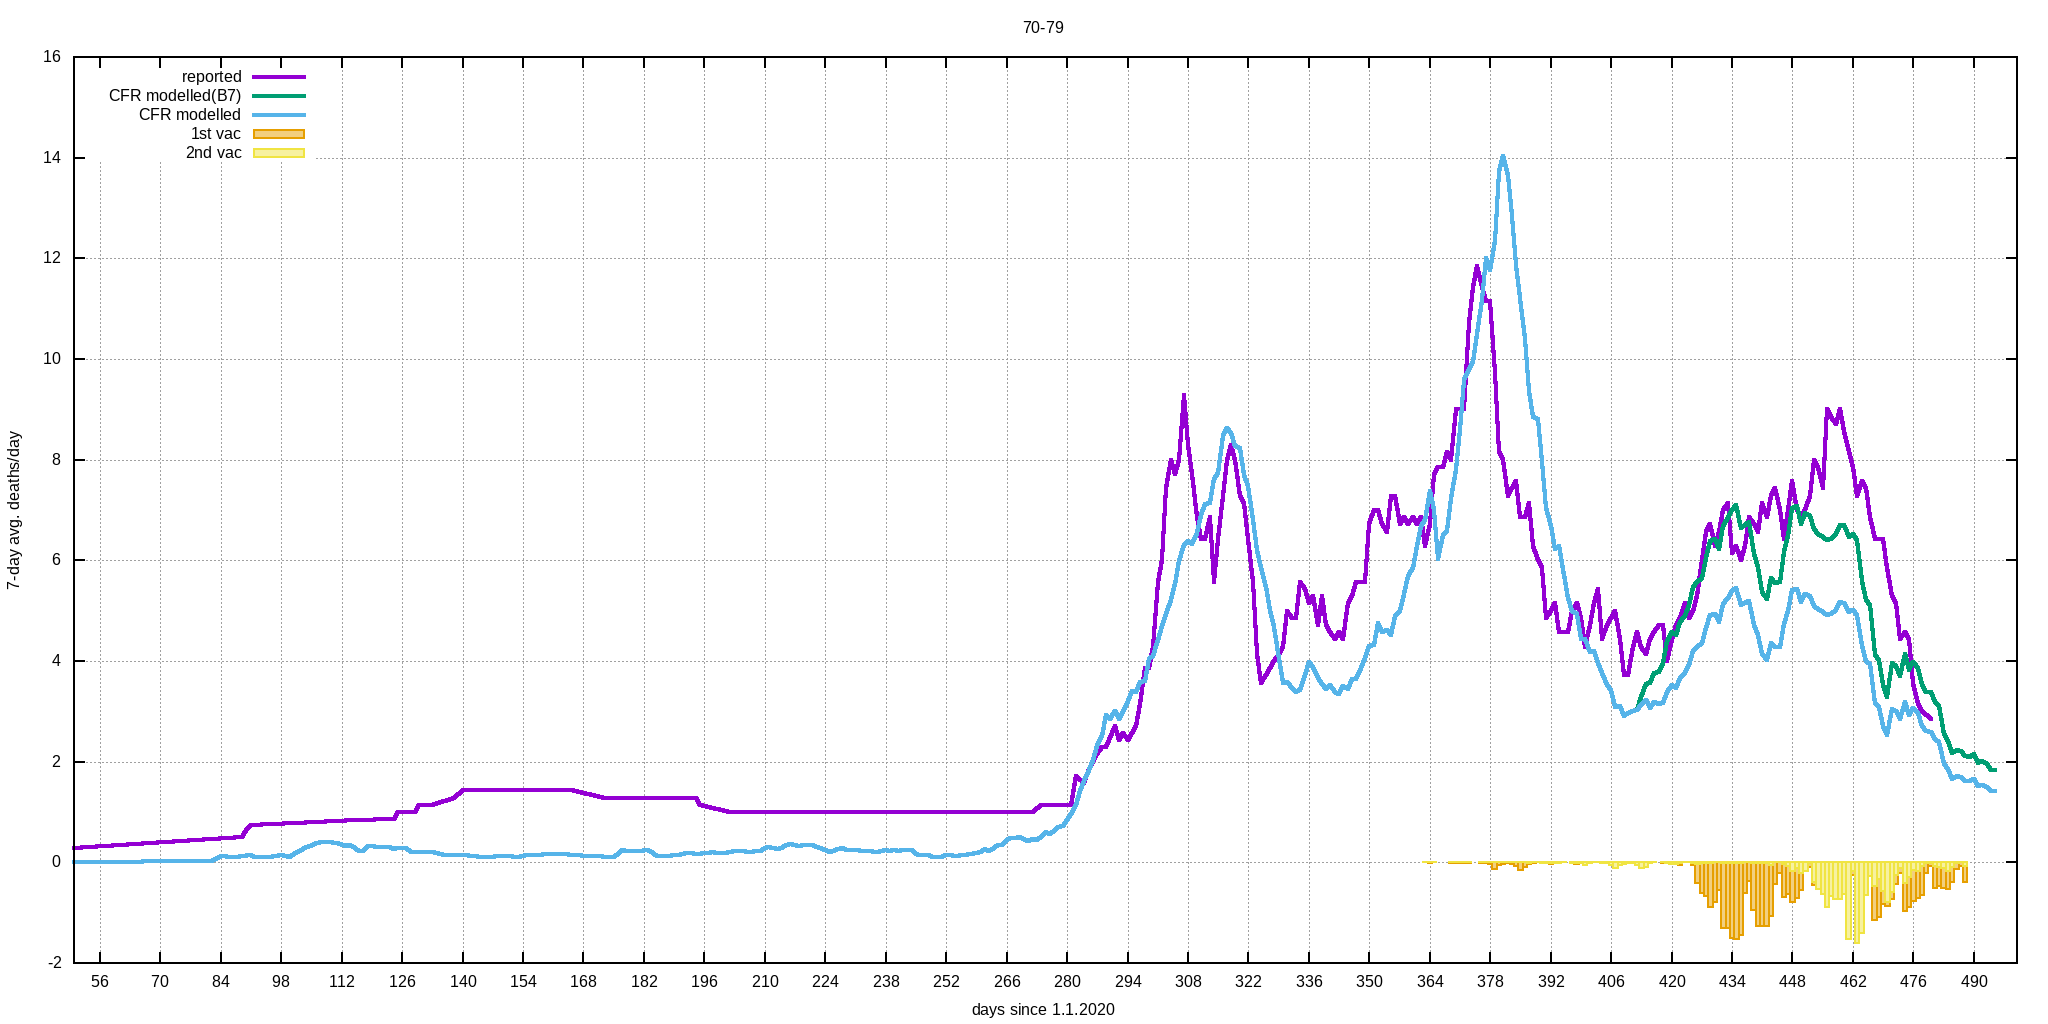 70-79
16
14
12
10
8
6
4
2
0
-2
7-day avg. deaths/day
reported
CFR modelled(B7)
CFR modelled
1st vac
2nd vac
56 70 84 98 112 126 140 154 168 182 196 210 224 238 252 266 280 294 308 322 336 350 364 378 392 406 420 434 448 462 476 490
days since 1.1.2020